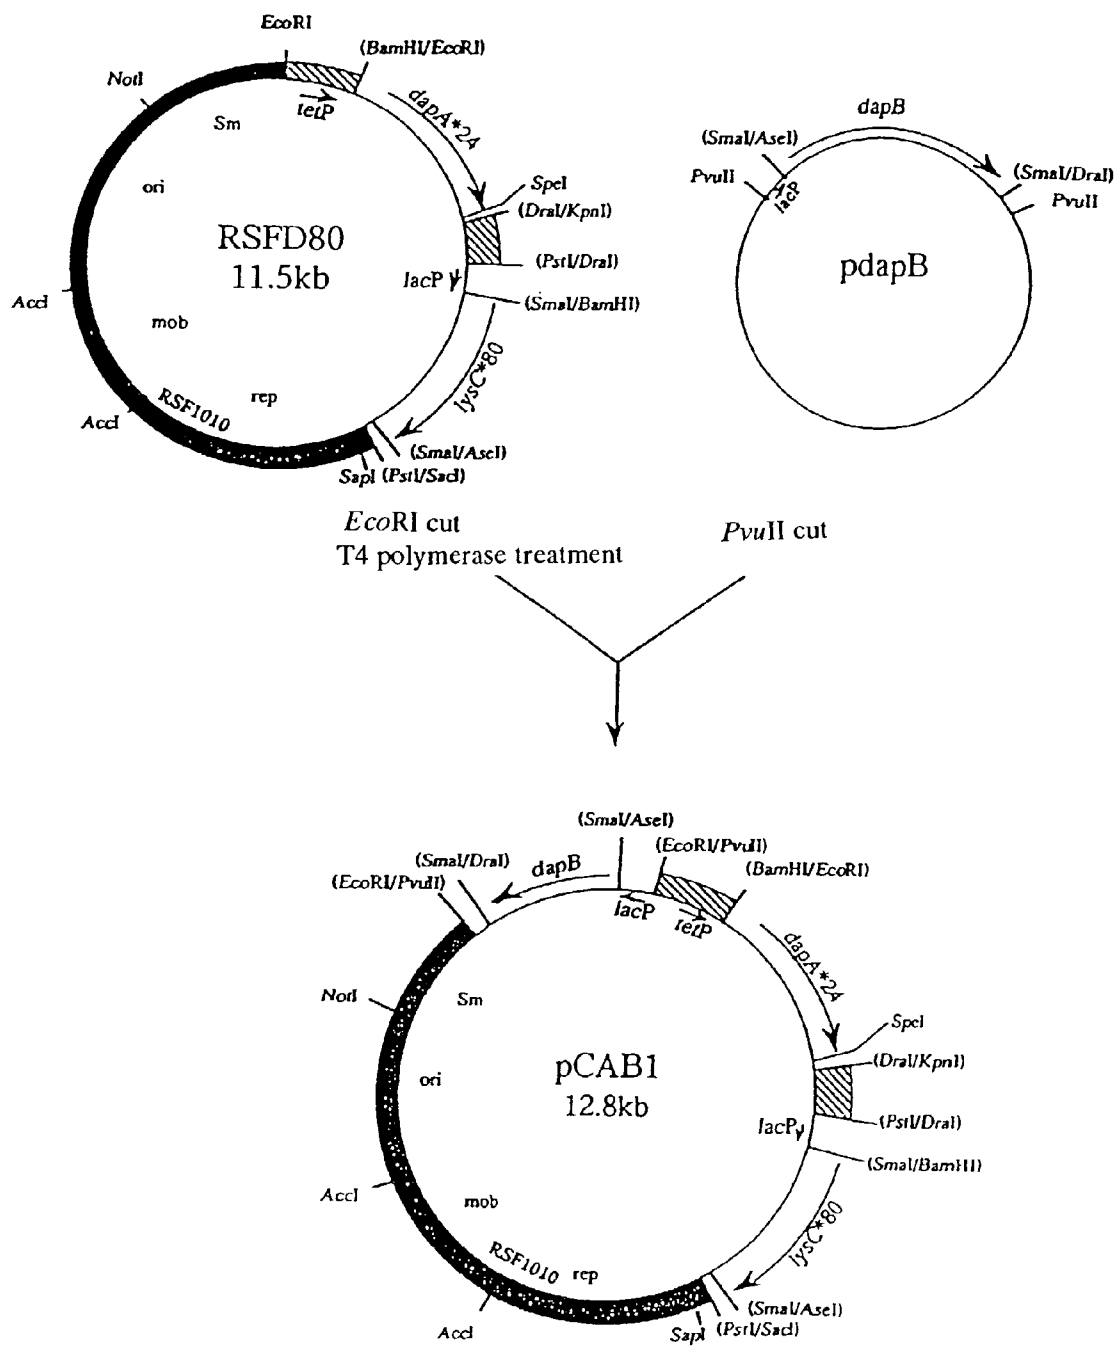 EcoRI
(BamHI/EcoRI)
NotI
tetP
dapA*24
Sm
ori
SpeI
(DraI/KpnI)
RSFD80
11.5kb
(PstI/DraI)
lacP
(SmaI/BamHI)
AccI
mob
lysC*80
rep
RSF1010
AccI
(SmaI/AseI)
SapI (PstI/SacI)
dapB
(SmaI/AseI)
(SmaI/DraI)
PvuII
PvuII
lacP
pdapB
EcoRI cut
T4 polymerase treatment
PvuII cut
(SmaI/AseI)
(EcoRI/PvuII)
(SmaI/DraI)
dapB
(BamHI/EcoRI)
(EcoRI/PvuII)
lacP
tetP
dapA*24
NotI
Sm
SpeI
(DraI/KpnI)
ori
pCAB1
12.8kb
lacP
(PstI/DraI)
(SmaI/BamHI)
AccI
mob
lysC*80
RSF1010
rep
(SmaI/AseI)
AccI
SapI
(PstI/SacI)